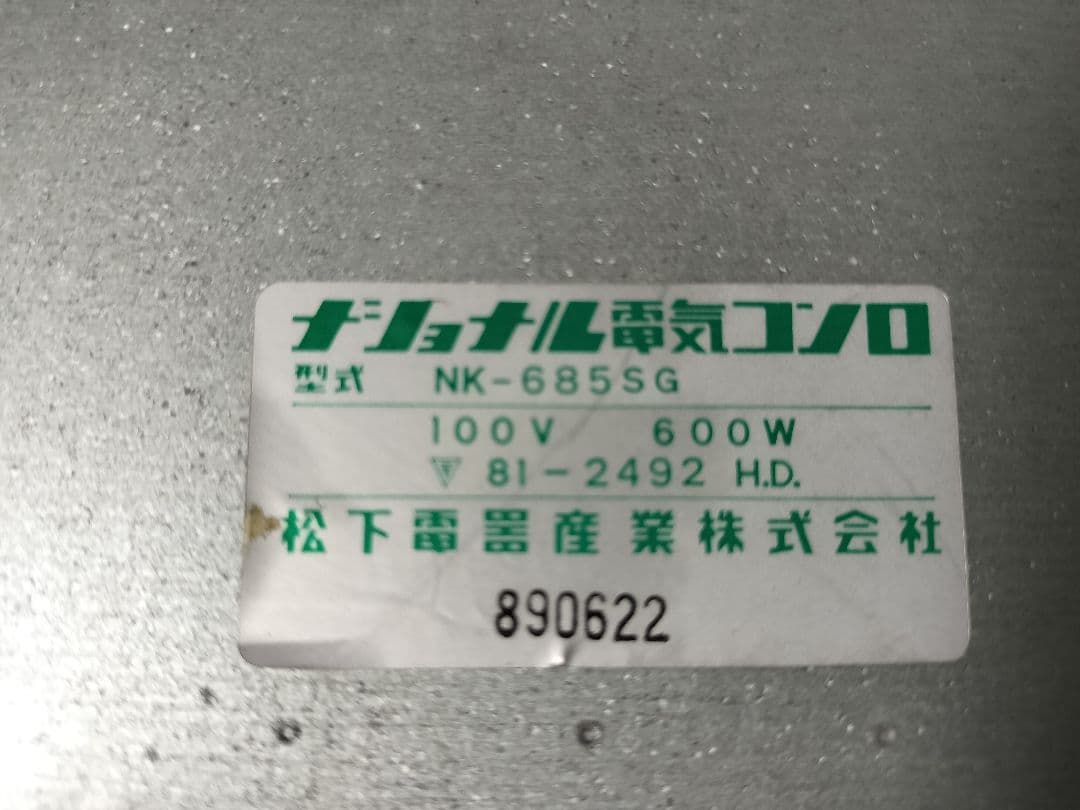 ナショナル電気コンロ
型式 NK-685SG
100V 600W
81-2492 H.D.
松下電器産業株式会社
890622